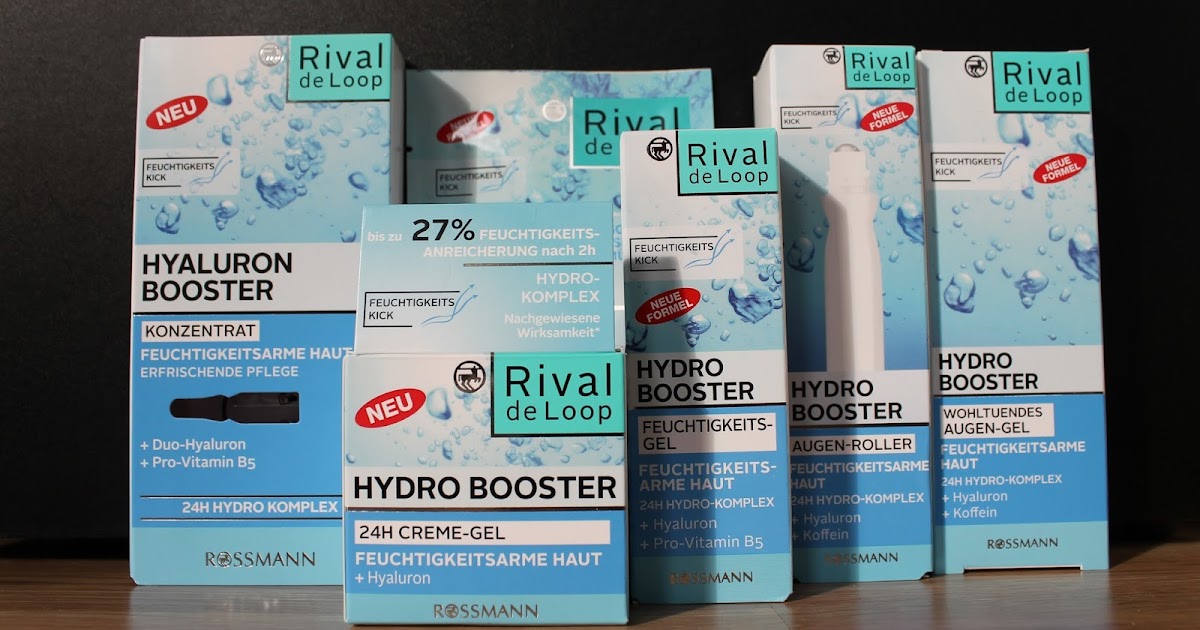 Rival
de Loop
NEU
FEUCHTIGKEITS
KICK
HYALURON
BOOSTER
KONZENTRAT
FEUCHTIGKEITSARME HAUT
ERFRISCHENDE PFLEGE
+ Duo-Hyaluron
+ Pro-Vitamin B5
24H HYDRO KOMPLEX
ROSSMANN
Rival
de
FEUCHTIGKEITS
KICK
bis zu 27% FEUCHTIGKEITS-
ANREICHERUNG nach 2h
HYDRO-
KOMPLEX
Nachgewiesene
Wirksamkeit*
FEUCHTIGKEITS
KICK
Rival
de Loop
NEU
HYDRO BOOSTER
24H CREME-GEL
FEUCHTIGKEITSARME HAUT
+ Hyaluron
ROSSMANN
Rival
de Loop
FEUCHTIGKEITS
KICK
NEUE
FORMEL
HYDRO
BOOSTER
FEUCHTIGKEITS-
GEL
FEUCHTIGKEITS-
ARME HAUT
24H HYDRO-KOMPLEX
+ Hyaluron
+ Pro-Vitamin B5
ROSSMANN
Rival
de Loop
FEUCHTIGKEITS
KICK
NEUE
FORMEL
HYDRO
BOOSTER
AUGEN-ROLLER
FEUCHTIGKEITSARME
HAUT
24H HYDRO-KOMPLEX
+ Hyaluron
+ Koffein
ROSSMANN
Rival
de Loop
FEUCHTIGKEITS
KICK
NEUE
FORMEL
HYDRO
BOOSTER
WOHLTUENDES
AUGEN-GEL
FEUCHTIGKEITSARME
HAUT
24H HYDRO-KOMPLEX
+ Hyaluron
+ Koffein
ROSSMANN